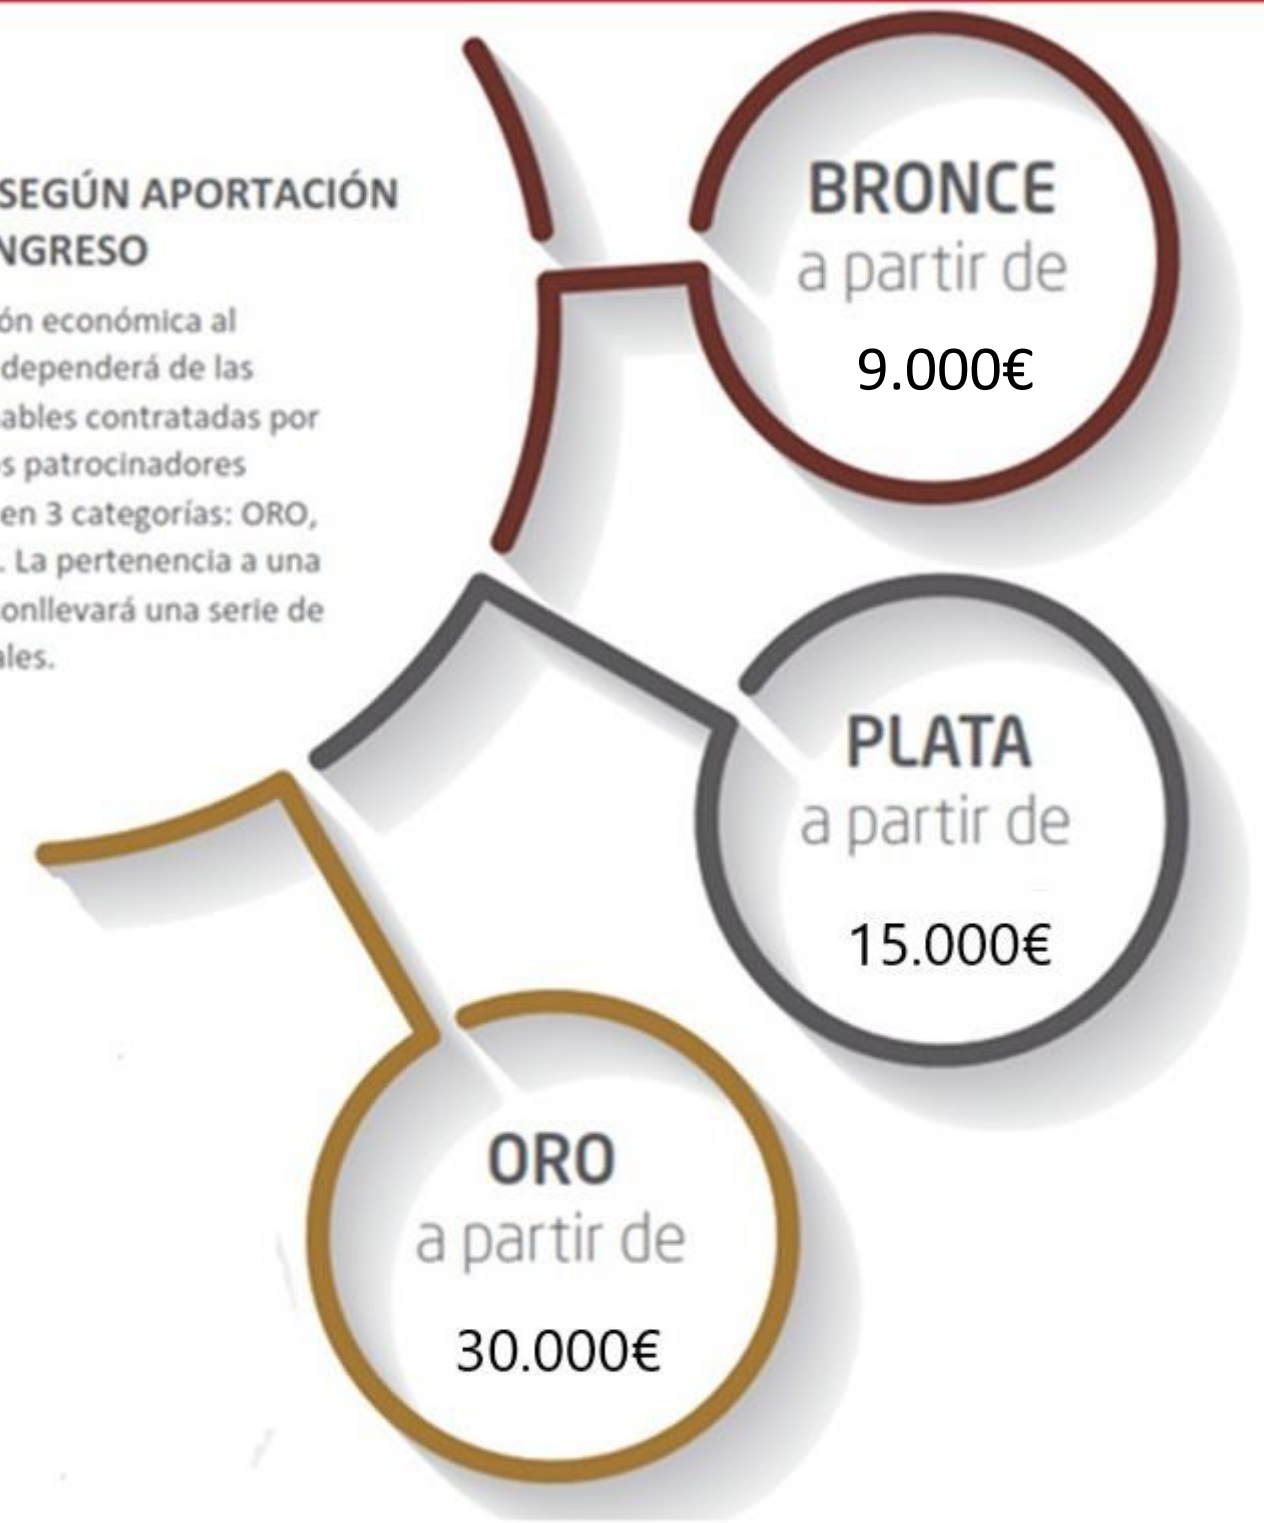 SEGÚN APORTACIÓN
NGRESO
ón económica al
dependerá de las
ables contratadas por
s patrocinadores
en 3 categorías: ORO,
. La pertenencia a una
onllevará una serie de
ales.
BRONCE
a partir de
9.000€
PLATA
a partir de
15.000€
ORO
a partir de
30.000€